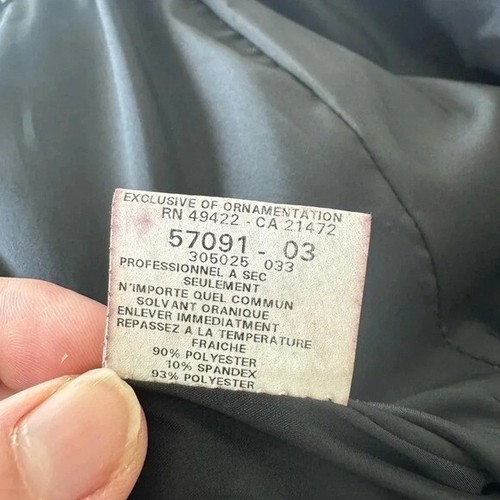 EXCLUSIVE OF ORNAMENTATION
RN 49422 - CA 21472
57091 - 03
305025 033
PROFESSIONNEL A SEC
SEULEMENT
N'IMPORTE QUEL COMMUN
SOLVANT ORANIQUE
ENLEVER IMMEDIATMENT
REPASSEZ A LA TEMPERATURE
FRAICHE
90% POLYESTER
10% SPANDEX
93% POLYESTER